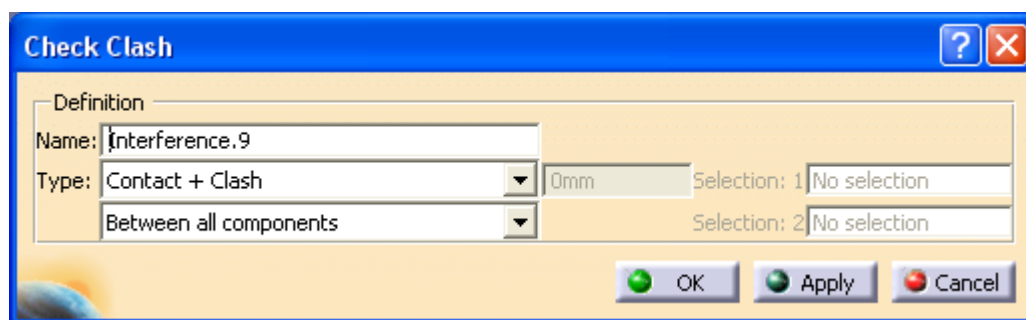 Check Clash
Definition
Name: Interference.9
Type: Contact + Clash 0mm Selection: 1 No selection
Between all components Selection: 2 No selection
OK Apply Cancel